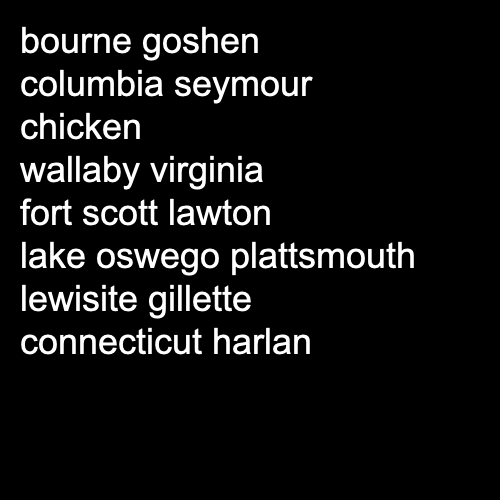 bourne goshen
columbia seymour
chicken
wallaby virginia
fort scott lawton
lake oswego plattsmouth
lewisite gillette
connecticut harlan